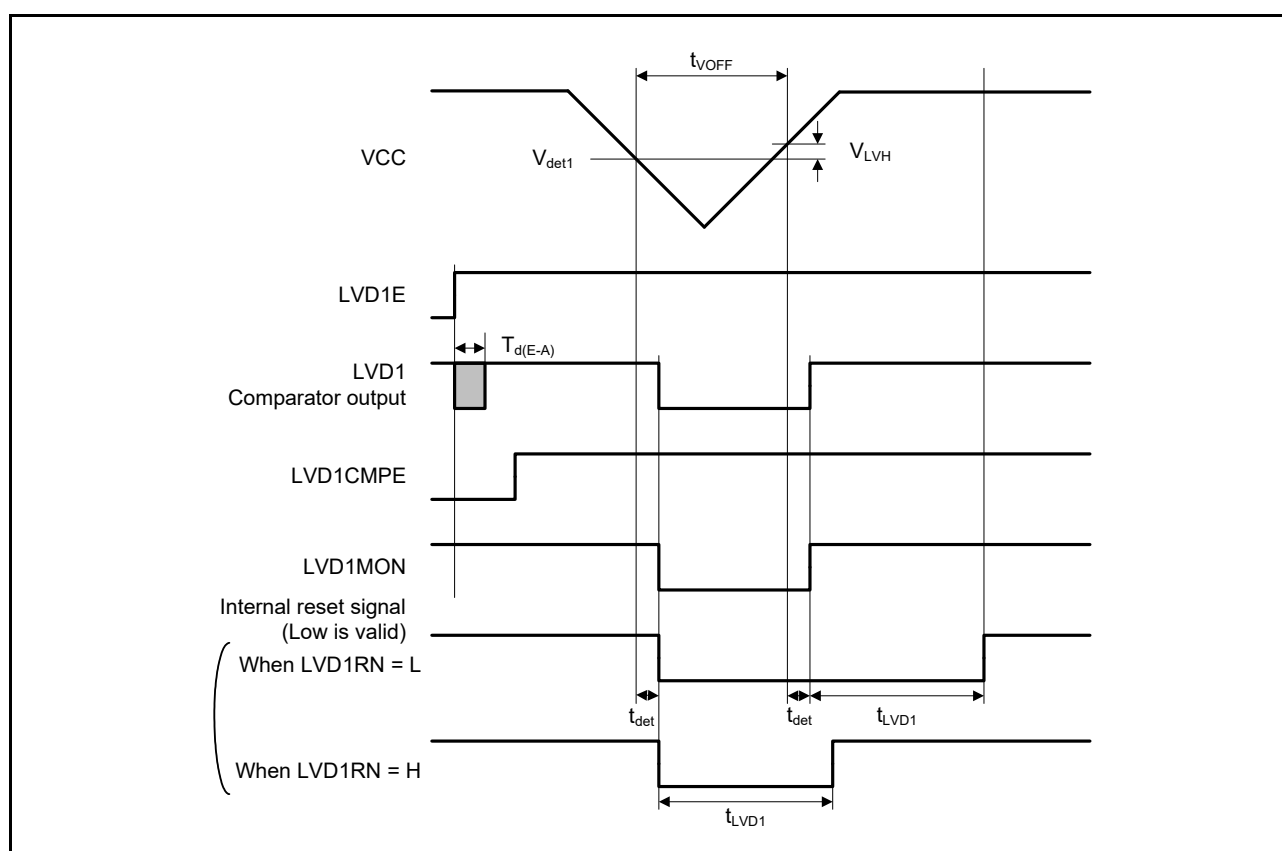 tVOFF
VCC
Vdet1
VLVH
LVD1E
Td(E-A)
LVD1
Comparator output
LVD1CMPE
LVD1MON
Internal reset signal
(Low is valid)
When LVD1RN = L
tdet
tdet
tLVD1
When LVD1RN = H
tLVD1